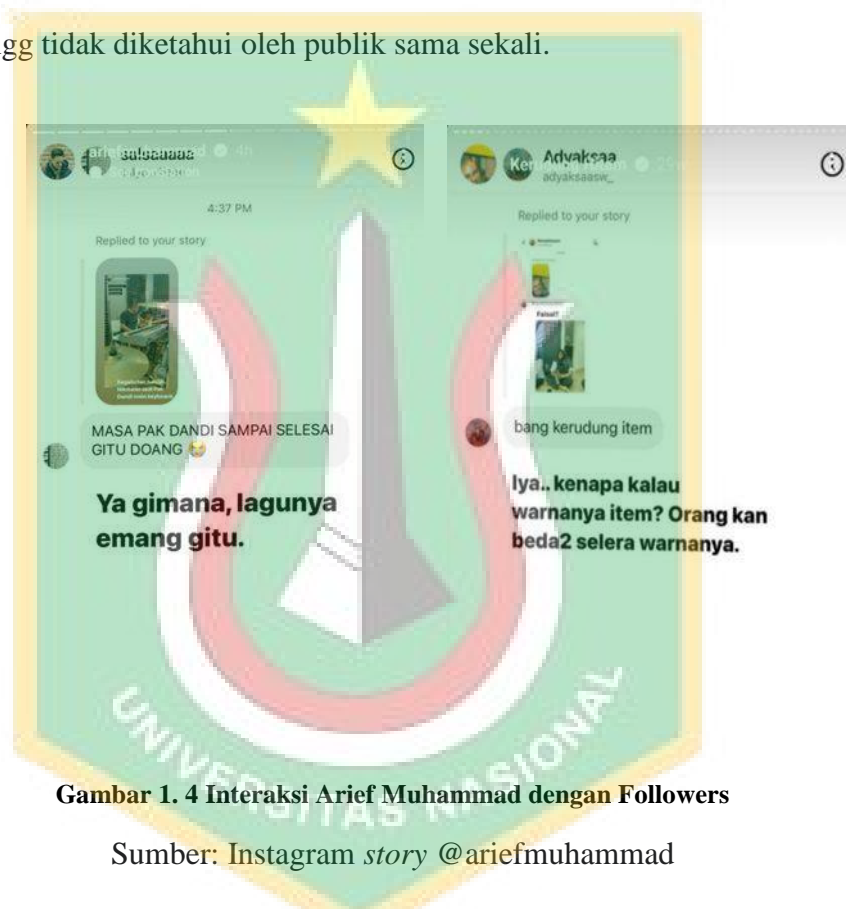 gg tidak diketahui oleh publik sama sekali.
4h
4:37 PM
Replied to your story
MASA PAK DANDI SAMPAI SELESAI
GITU DOANG 😭
Ya gimana, lagunya
emang gitu.
Advaksaa
adyaksaasw_
Replied to your story
Faisal?
bang kerudung item
Iya.. kenapa kalau
warnanya item? Orang kan
beda2 selera warnanya.
UNIVERSITAS NASIONAL
Gambar 1. 4 Interaksi Arief Muhammad dengan Followers
Sumber: Instagram story @ariefmuhammad